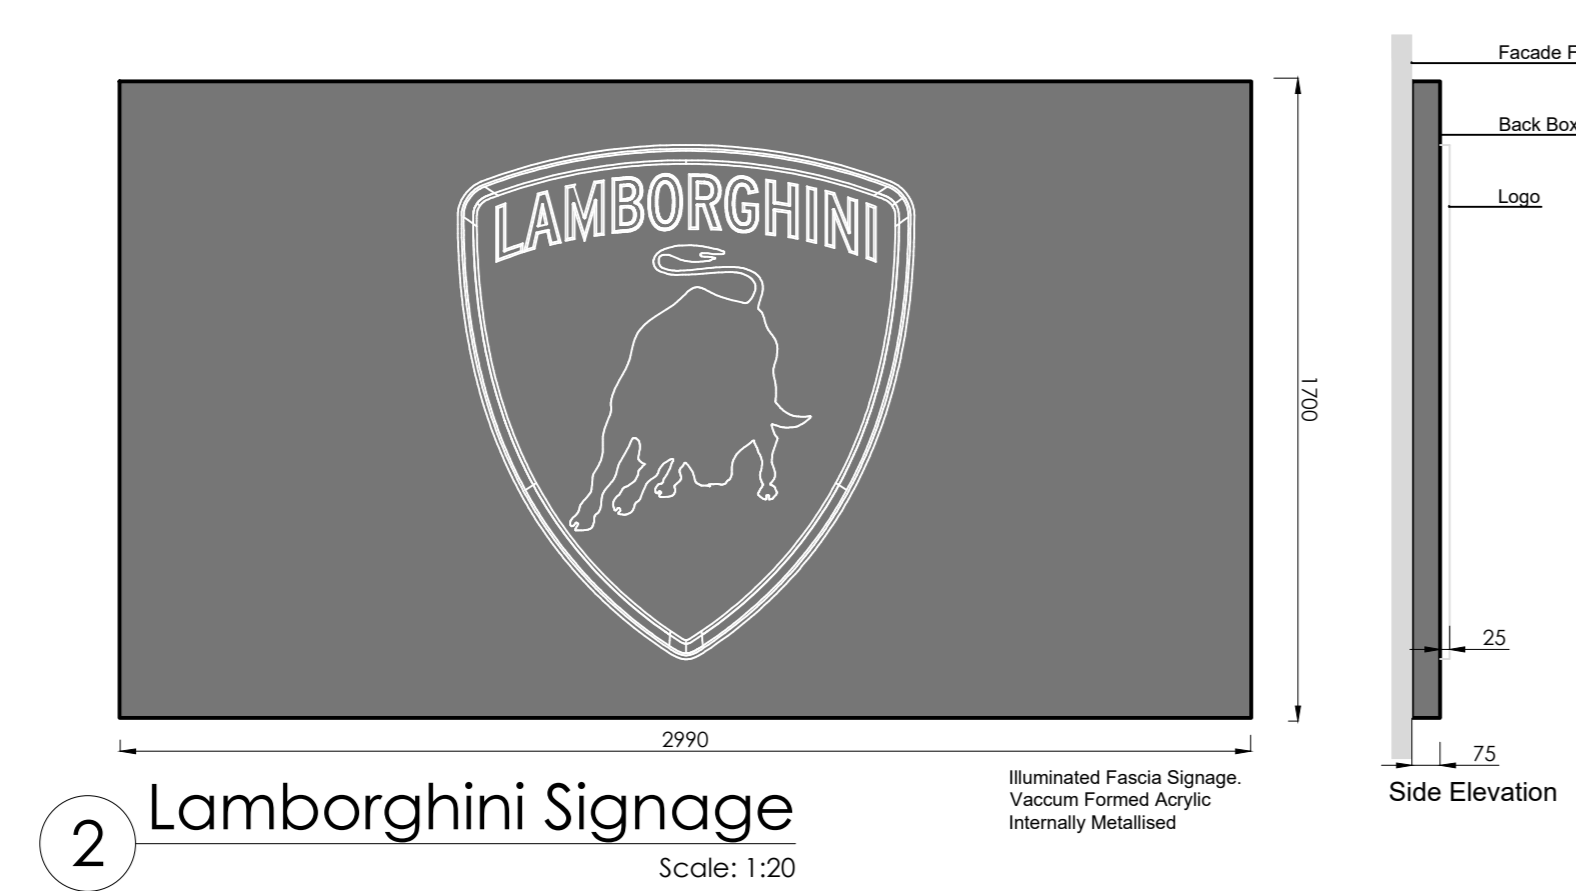 Facade F
Back Box
Logo
LAMBORGHINI
1700
25
2990
75
Side Elevation
Illuminated Fascia Signage.
Vaccum Formed Acrylic
Internally Metallised
2
Lamborghini Signage
Scale: 1:20